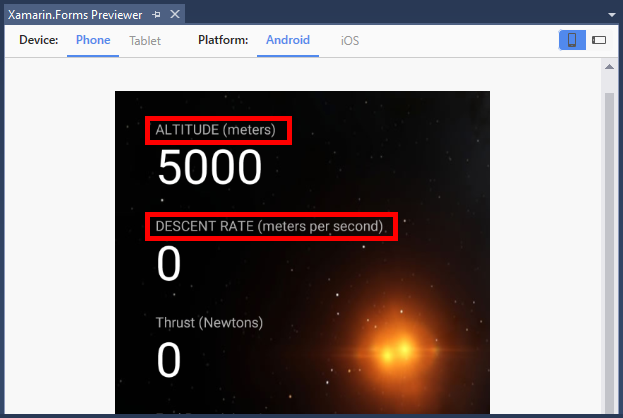 Xamarin.Forms Previewer
Device: Phone Tablet Platform: Android iOS
ALTITUDE (meters)
5000
DESCENT RATE (meters per second)
0
Thrust (Newtons)
0